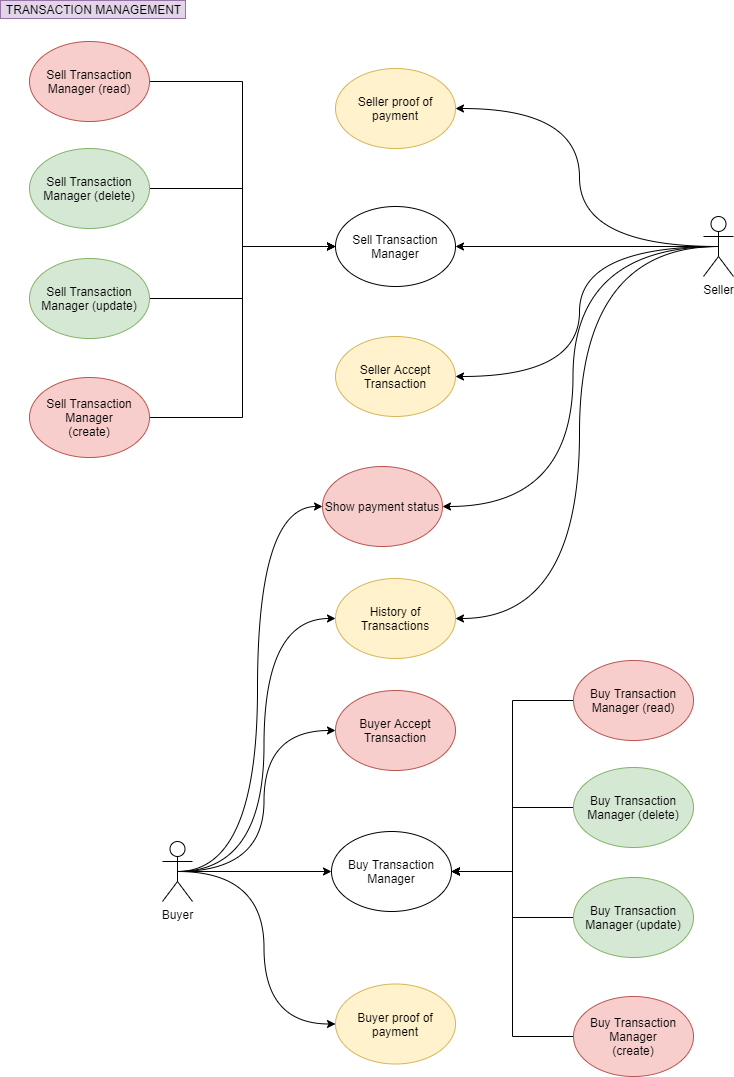 TRANSACTION MANAGEMENT
Sell Transaction
Manager (read)
Seller proof of
payment
Sell Transaction
Manager (delete)
Sell Transaction
Manager
Seller
Sell Transaction
Manager (update)
Seller Accept
Transaction
Sell Transaction
Manager
(create)
Show payment status
History of
Transactions
Buy Transaction
Manager (read)
Buyer Accept
Transaction
Buy Transaction
Manager (delete)
Buy Transaction
Manager
Buyer
Buy Transaction
Manager (update)
Buyer proof of
payment
Buy Transaction
Manager
(create)